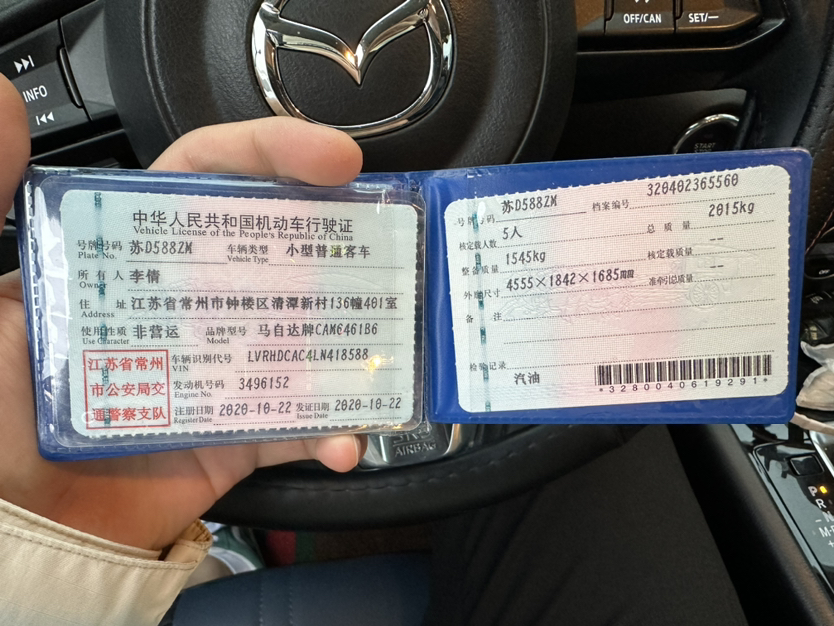 OFF/CAN
SET/—
INFO
START
中华人民共和国机动车行驶证
Vehicle License of the People's Republic of China
号牌号码 苏D588ZM 车辆类型 小型普通客车
Plate No. Vehicle Type
所有人 李倩
Owner
住址 江苏省常州市钟楼区清潭新村136幢401室
Address
使用性质 非营运 品牌型号 马自达牌CAM6461B6
Use Character Model
江苏省常州
市公安局交
通警察支队
车辆识别代号 LVRHDCAC4LN418588
VIN
发动机号码 3496152
Engine No.
注册日期 2020-10-22 发证日期 2020-10-22
Register Date Issue Date
号牌号码 苏D588ZM 档案编号 320402365560
核定载人数 5人 总质量 2015kg
整备质量 1545kg 核定载质量 --
外廓尺寸 4555×1842×1685 准牵引总质量 --
备注
检验记录
汽油
*3280040619291*
SRS
AIRBAG
P
R
N
M
+